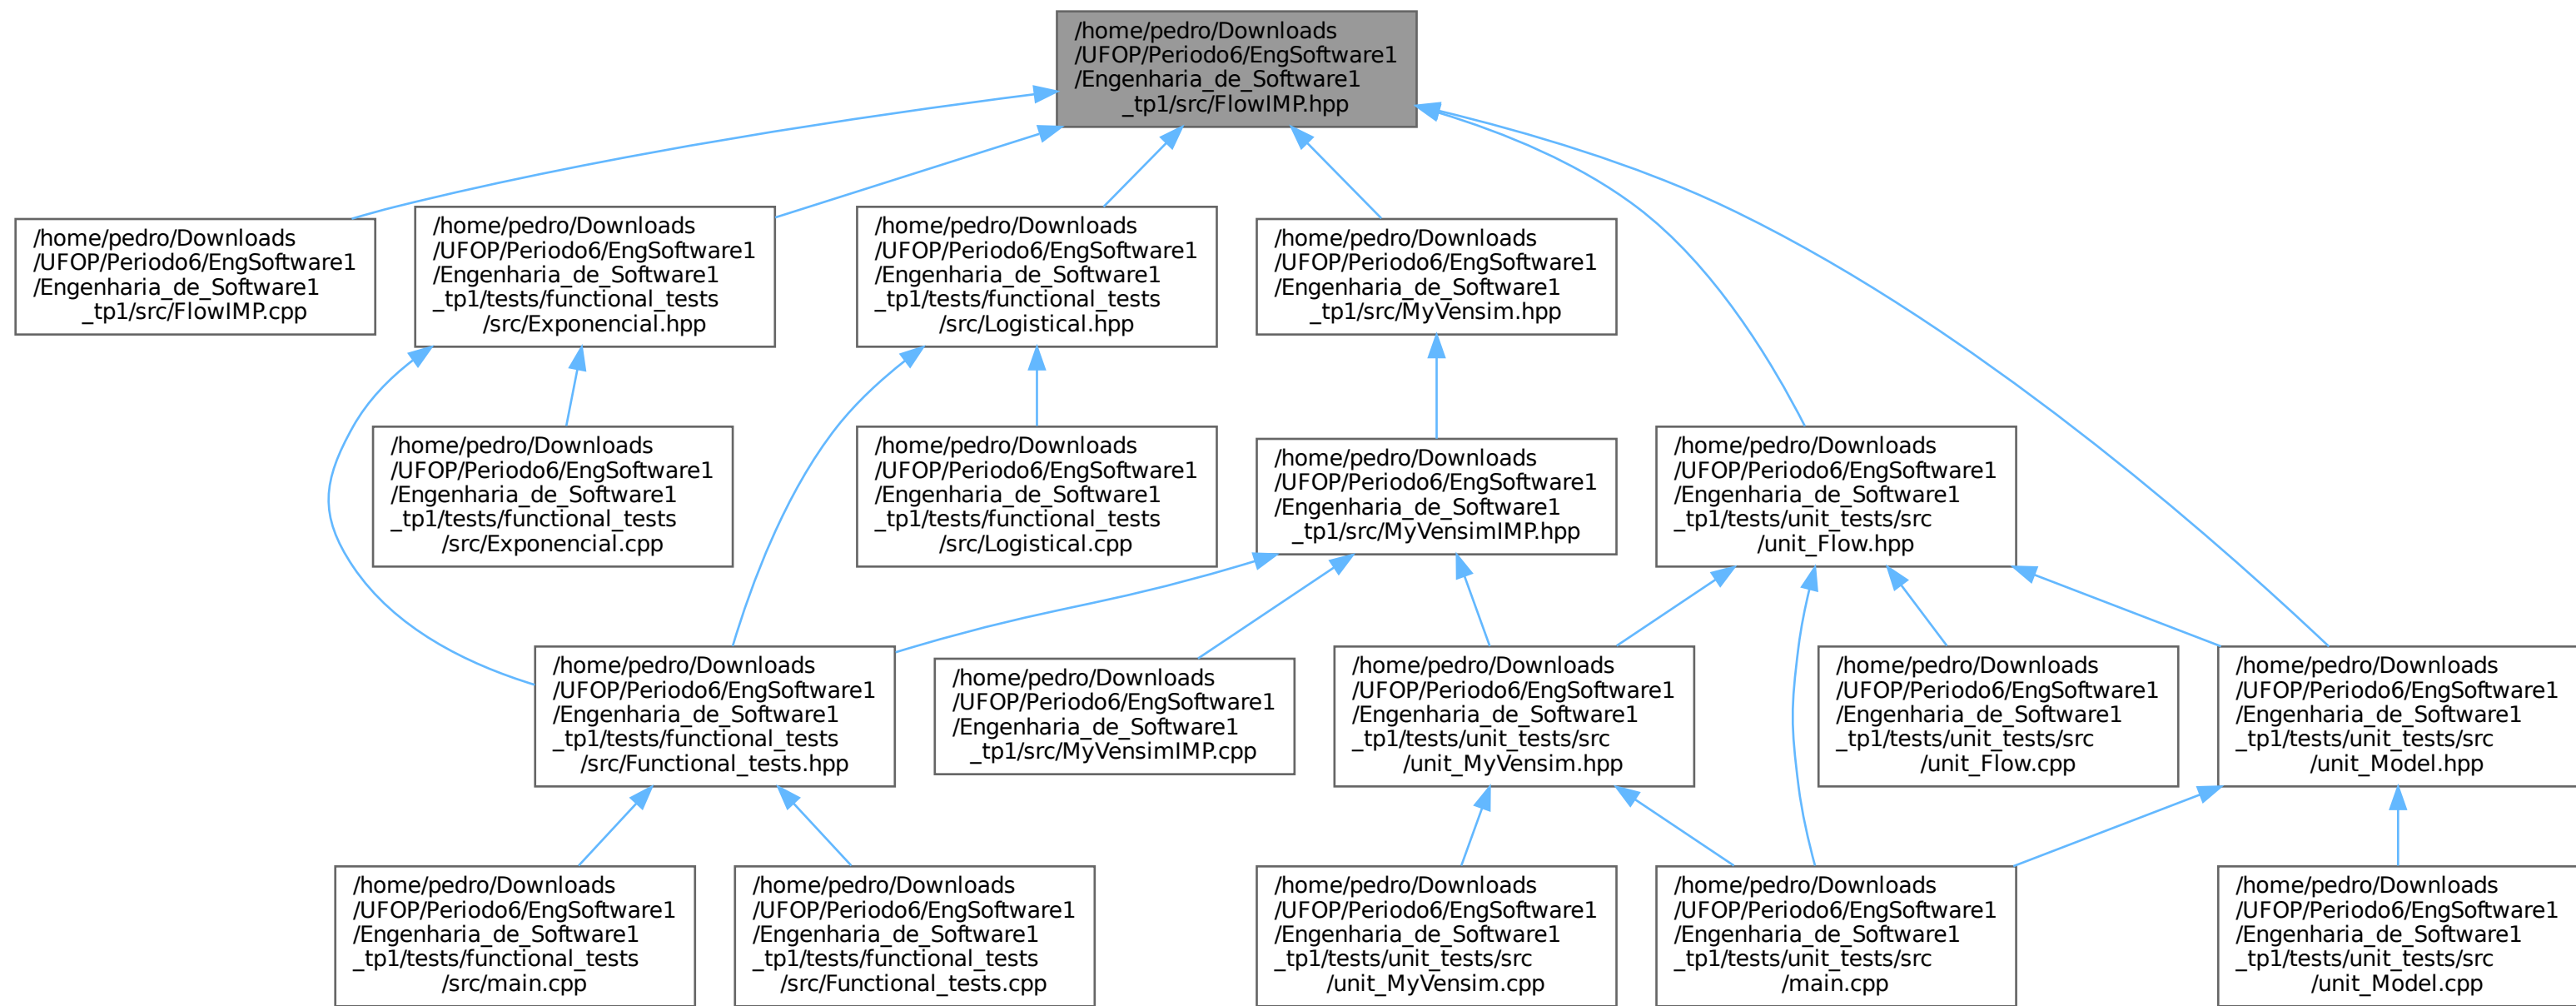 /home/pedro/Downloads
/UFOP/Periodo6/EngSoftware1
/Engenharia_de_Software1
_tp1/src/FlowIMP.hpp
/home/pedro/Downloads
/UFOP/Periodo6/EngSoftware1
/Engenharia_de_Software1
_tp1/src/FlowIMP.cpp
/home/pedro/Downloads
/UFOP/Periodo6/EngSoftware1
/Engenharia_de_Software1
_tp1/tests/functional_tests
/src/Exponencial.hpp
/home/pedro/Downloads
/UFOP/Periodo6/EngSoftware1
/Engenharia_de_Software1
_tp1/tests/functional_tests
/src/Logistical.hpp
/home/pedro/Downloads
/UFOP/Periodo6/EngSoftware1
/Engenharia_de_Software1
_tp1/src/MyVensim.hpp
/home/pedro/Downloads
/UFOP/Periodo6/EngSoftware1
/Engenharia_de_Software1
_tp1/tests/functional_tests
/src/Exponencial.cpp
/home/pedro/Downloads
/UFOP/Periodo6/EngSoftware1
/Engenharia_de_Software1
_tp1/tests/functional_tests
/src/Logistical.cpp
/home/pedro/Downloads
/UFOP/Periodo6/EngSoftware1
/Engenharia_de_Software1
_tp1/src/MyVensimIMP.hpp
/home/pedro/Downloads
/UFOP/Periodo6/EngSoftware1
/Engenharia_de_Software1
_tp1/tests/unit_tests/src
/unit_Flow.hpp
/home/pedro/Downloads
/UFOP/Periodo6/EngSoftware1
/Engenharia_de_Software1
_tp1/tests/functional_tests
/src/Functional_tests.hpp
/home/pedro/Downloads
/UFOP/Periodo6/EngSoftware1
/Engenharia_de_Software1
_tp1/src/MyVensimIMP.cpp
/home/pedro/Downloads
/UFOP/Periodo6/EngSoftware1
/Engenharia_de_Software1
_tp1/tests/unit_tests/src
/unit_MyVensim.hpp
/home/pedro/Downloads
/UFOP/Periodo6/EngSoftware1
/Engenharia_de_Software1
_tp1/tests/unit_tests/src
/unit_Flow.cpp
/home/pedro/Downloads
/UFOP/Periodo6/EngSoftware1
/Engenharia_de_Software1
_tp1/tests/unit_tests/src
/unit_Model.hpp
/home/pedro/Downloads
/UFOP/Periodo6/EngSoftware1
/Engenharia_de_Software1
_tp1/tests/functional_tests
/src/main.cpp
/home/pedro/Downloads
/UFOP/Periodo6/EngSoftware1
/Engenharia_de_Software1
_tp1/tests/functional_tests
/src/Functional_tests.cpp
/home/pedro/Downloads
/UFOP/Periodo6/EngSoftware1
/Engenharia_de_Software1
_tp1/tests/unit_tests/src
/unit_MyVensim.cpp
/home/pedro/Downloads
/UFOP/Periodo6/EngSoftware1
/Engenharia_de_Software1
_tp1/tests/unit_tests/src
/main.cpp
/home/pedro/Downloads
/UFOP/Periodo6/EngSoftware1
/Engenharia_de_Software1
_tp1/tests/unit_tests/src
/unit_Model.cpp